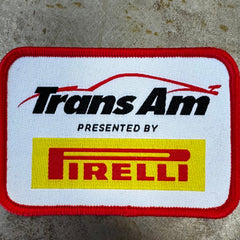 Trans Am
PRESENTED BY
PIRELLI